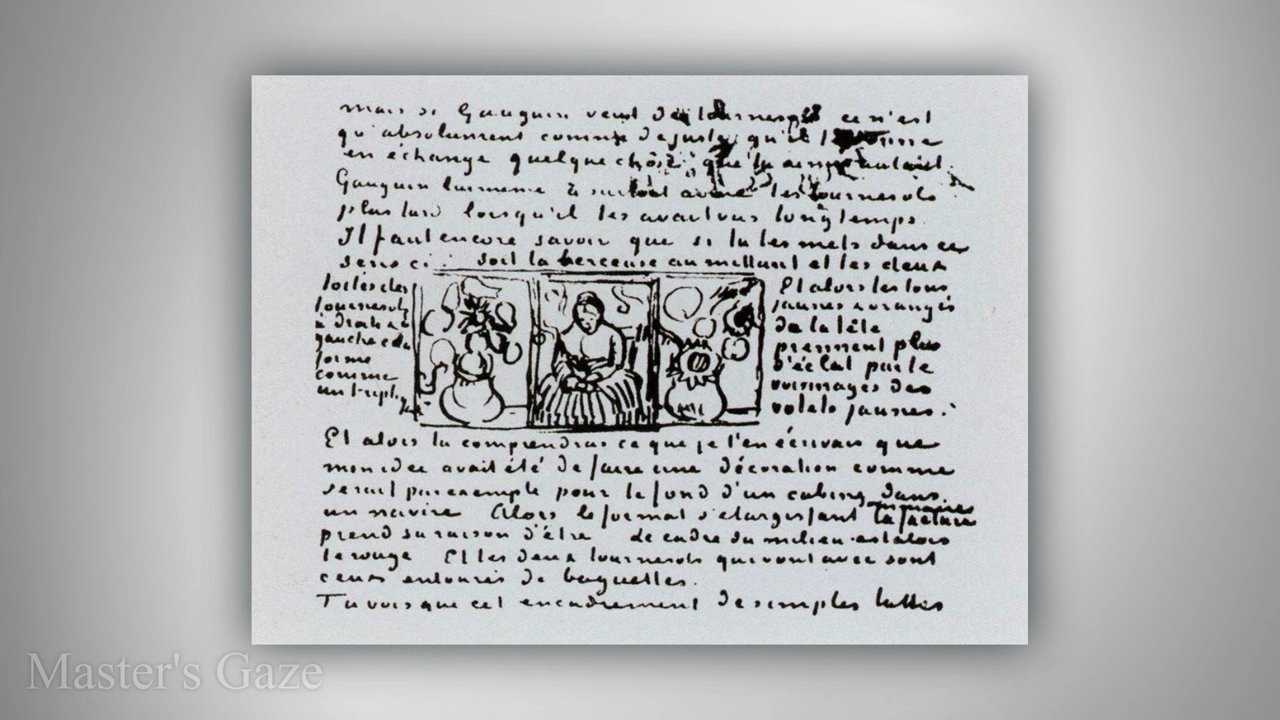 mais si Gauguin veut des tournesols ce n'est
qu'absolument comme de juste qu'il te donne
en échange quelque chose que tu aimes autant.
Gauguin lui meme a surtout aimé les tournesols
plus tard lorsqu'il les avait vus longtemps.
Il faut encore savoir que si tu les mets dans ce
sens ci: soit la berceuse au millant et les deux
toiles des
tournesols
à droite et à
gauche cela
forme
comme
un triptyque
Et alors les tons
jaunes & orangés
de la tête
prennent plus
d'éclat par le
voisinages des
volets jaunes.
Et alors tu comprendras ce que je t'en écrivais que
mon idee avait été de faire une décoration comme
serait par exemple pour le fond d'un cabine dans
un navire Alors le format s'elargissant la facture
sommaire
prend sa raison d'être le cadre du milieu est alors
le rouge Et les deux tournesols qui vont avec sont
ceux entourés de baguettes.
Tu vois que cet encadrement de simples lattes
Master's Gaze